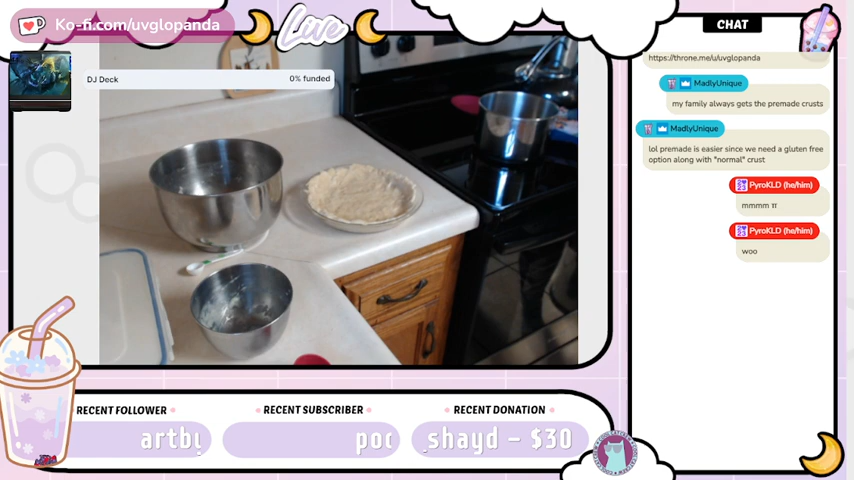 Ko-fi.com/uvglopanda
Live
CHAT
DJ Deck
0% funded
https://throne.me/u/uvglopanda
MadlyUnique
my family always gets the premade crusts
MadlyUnique
lol premade is easier since we need a gluten free
option along with "normal" crust
PyroKLD (he/him)
mmmm π
PyroKLD (he/him)
woo
RECENT FOLLOWER
RECENT SUBSCRIBER
RECENT DONATION
artby
poc
_shayd – $30